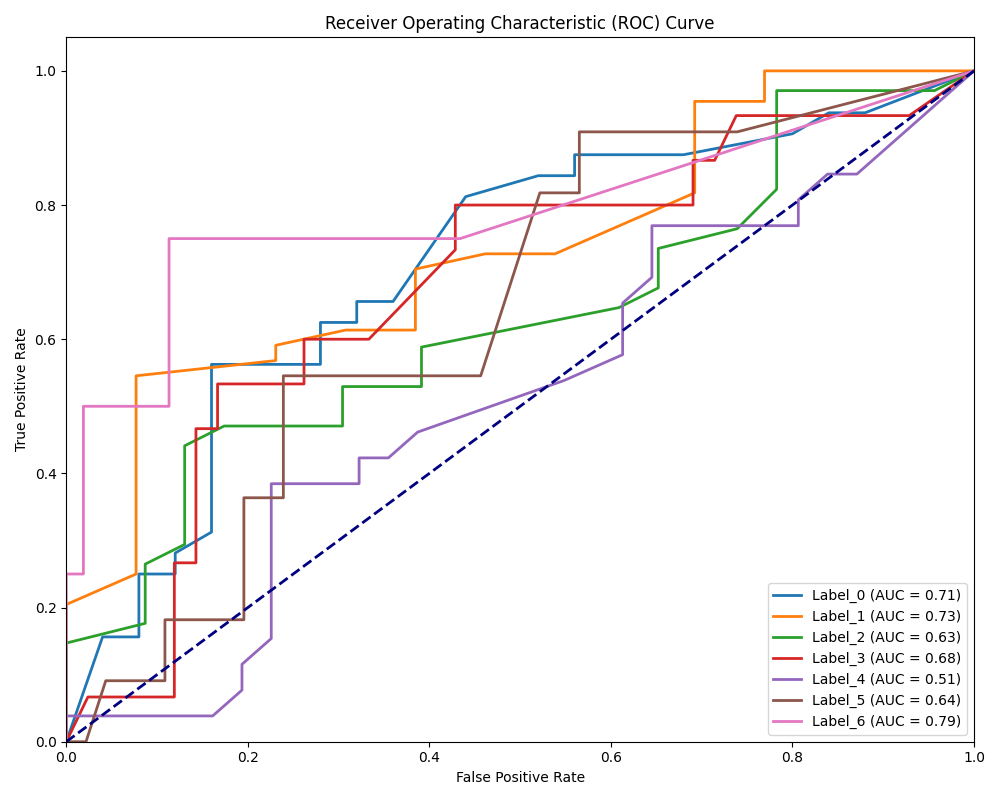 Receiver Operating Characteristic (ROC) Curve
1.0
0.8
0.6
0.4
0.2
0.0
True Positive Rate
0.0 0.2 0.4 0.6 0.8 1.0
False Positive Rate
Label_0 (AUC = 0.71)
Label_1 (AUC = 0.73)
Label_2 (AUC = 0.63)
Label_3 (AUC = 0.68)
Label_4 (AUC = 0.51)
Label_5 (AUC = 0.64)
Label_6 (AUC = 0.79)